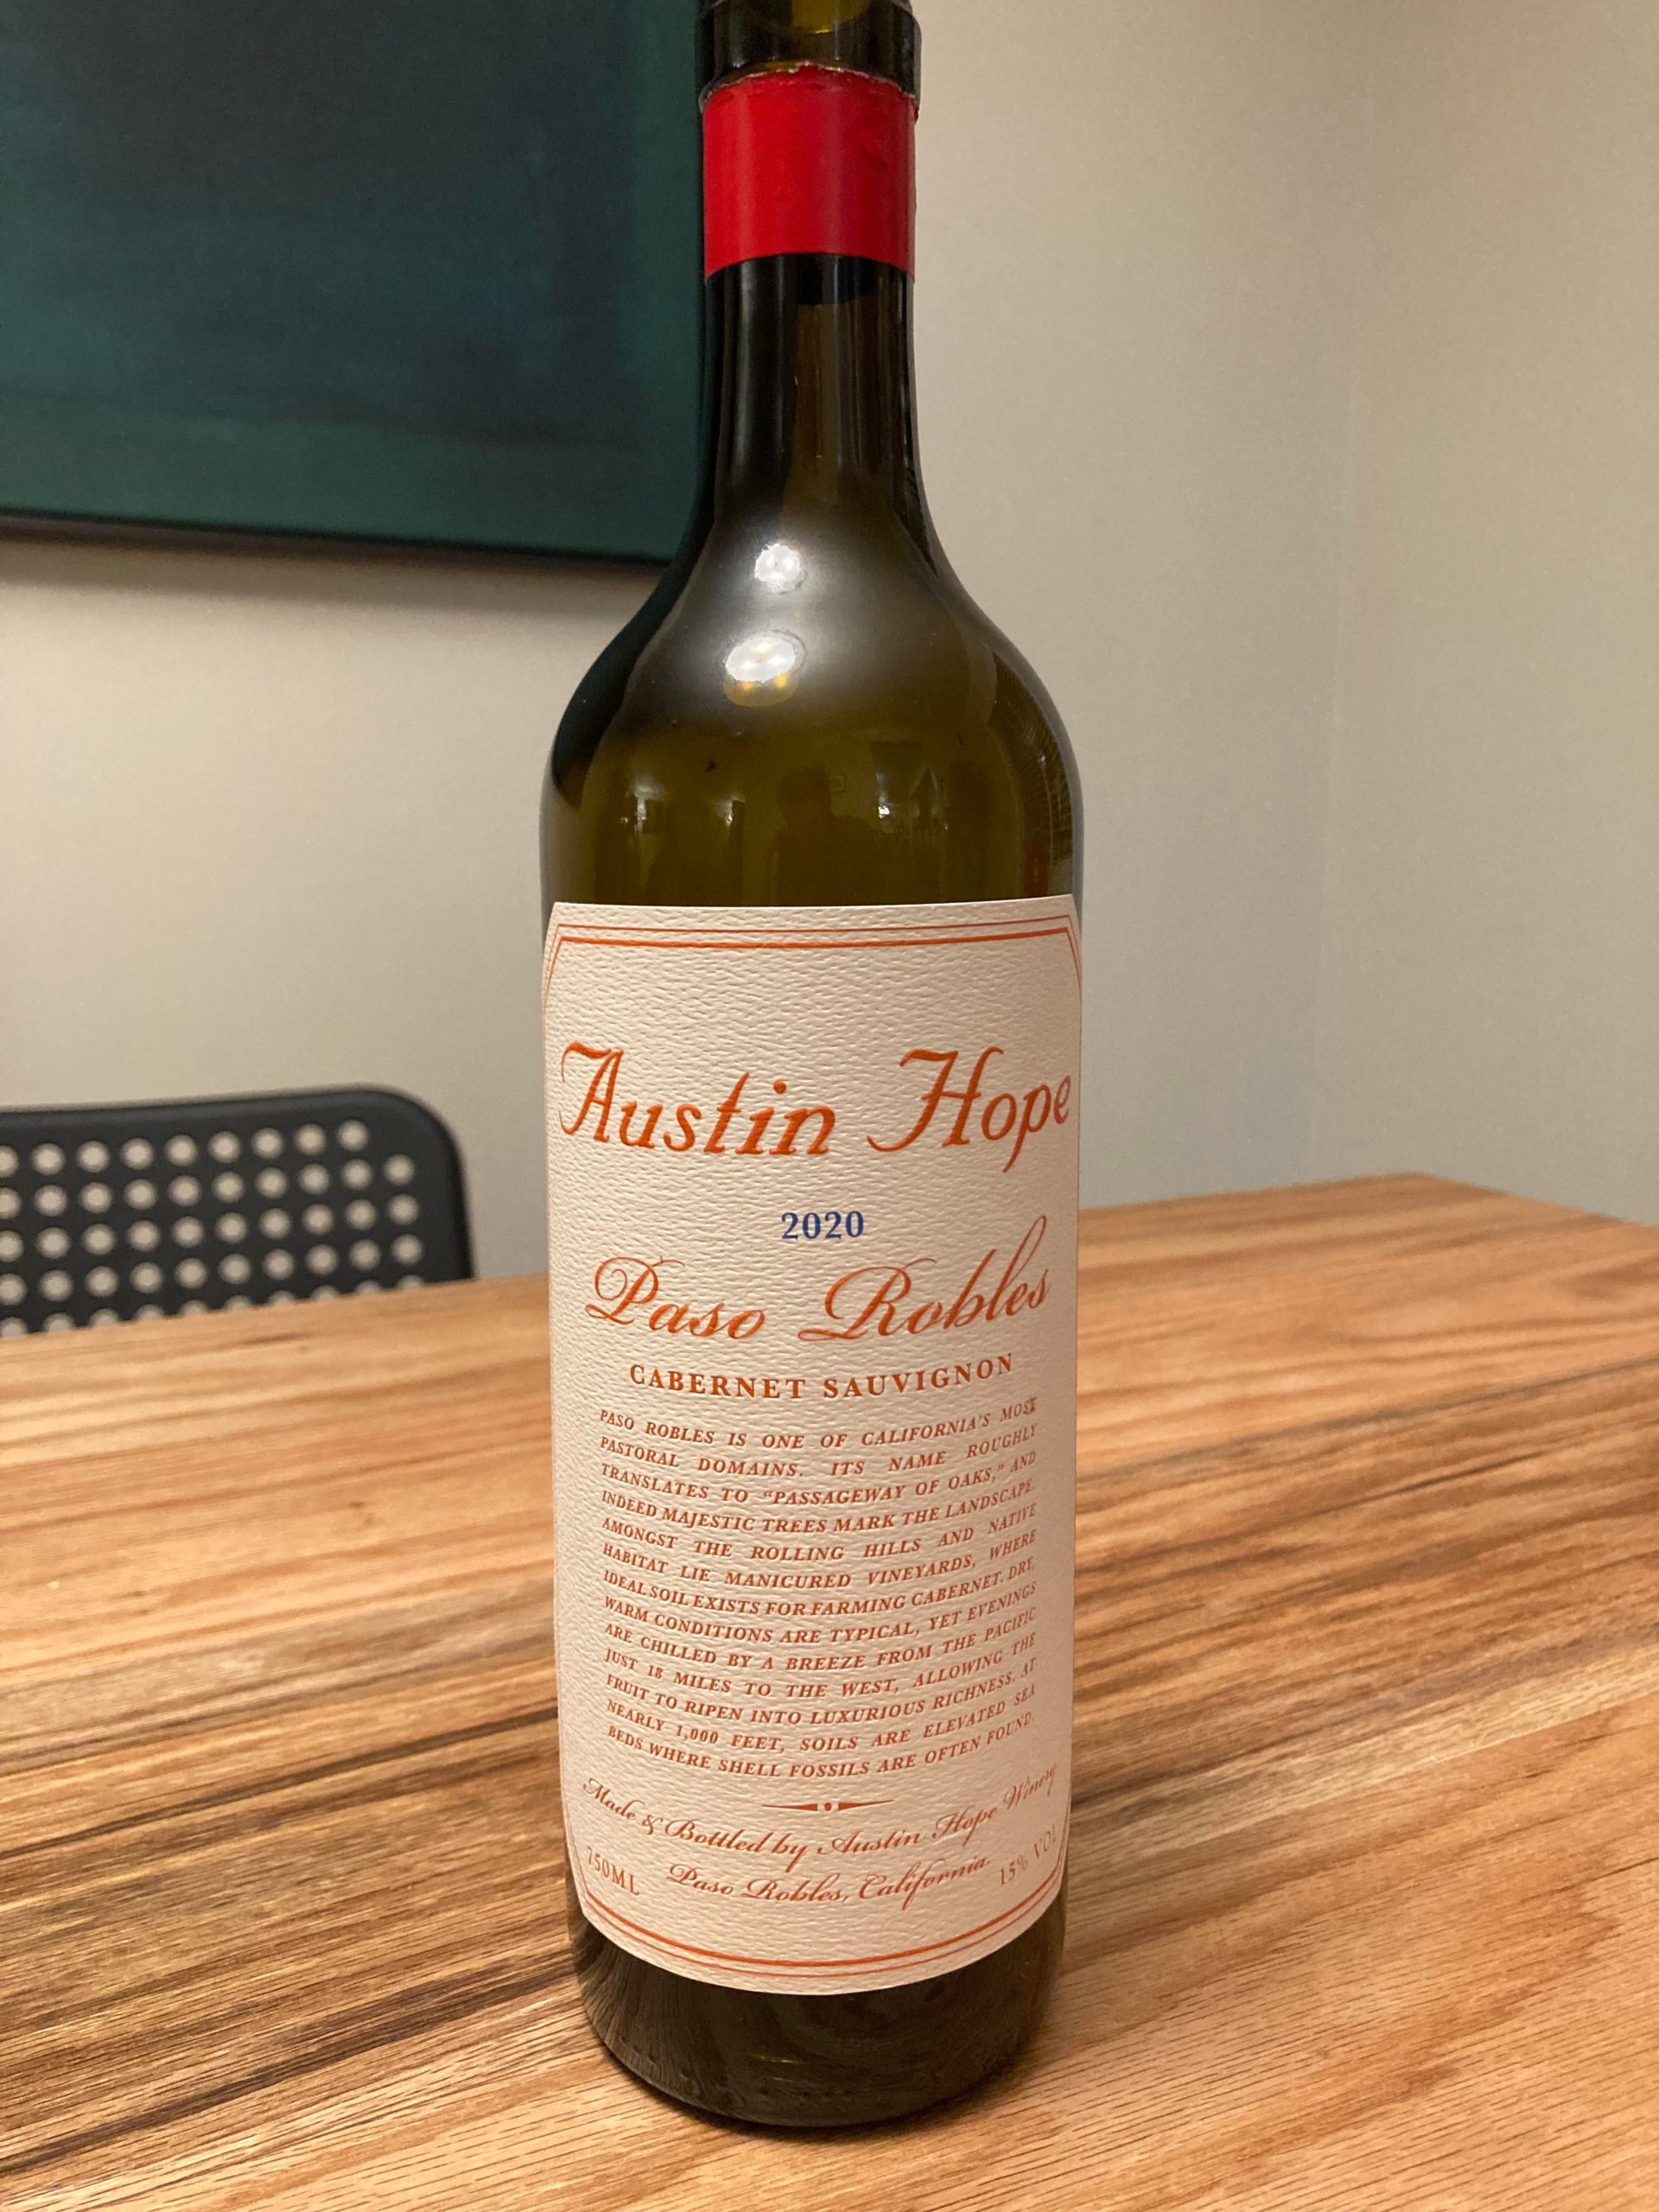 Austin Hope
2020
Paso Robles
CABERNET SAUVIGNON
PASO ROBLES IS ONE OF CALIFORNIA'S MOST
PASTORAL DOMAINS. ITS NAME ROUGHLY
TRANSLATES TO "PASSAGEWAY OF OAKS," AND
INDEED MAJESTIC TREES MARK THE LANDSCAPE.
AMONGST THE ROLLING HILLS AND NATIVE
HABITAT LIE MANICURED VINEYARDS, WHERE
IDEAL SOIL EXISTS FOR FARMING CABERNET. DRY,
WARM CONDITIONS ARE TYPICAL, YET EVENINGS
ARE CHILLED BY A BREEZE FROM THE PACIFIC
JUST 18 MILES TO THE WEST, ALLOWING THE
FRUIT TO RIPEN INTO LUXURIOUS RICHNESS. AT
NEARLY 1,000 FEET, SOILS ARE ELEVATED SEA
BEDS WHERE SHELL FOSSILS ARE OFTEN FOUND.
Made & Bottled by Austin Hope Winery
750ML Paso Robles, California. 15% VOL